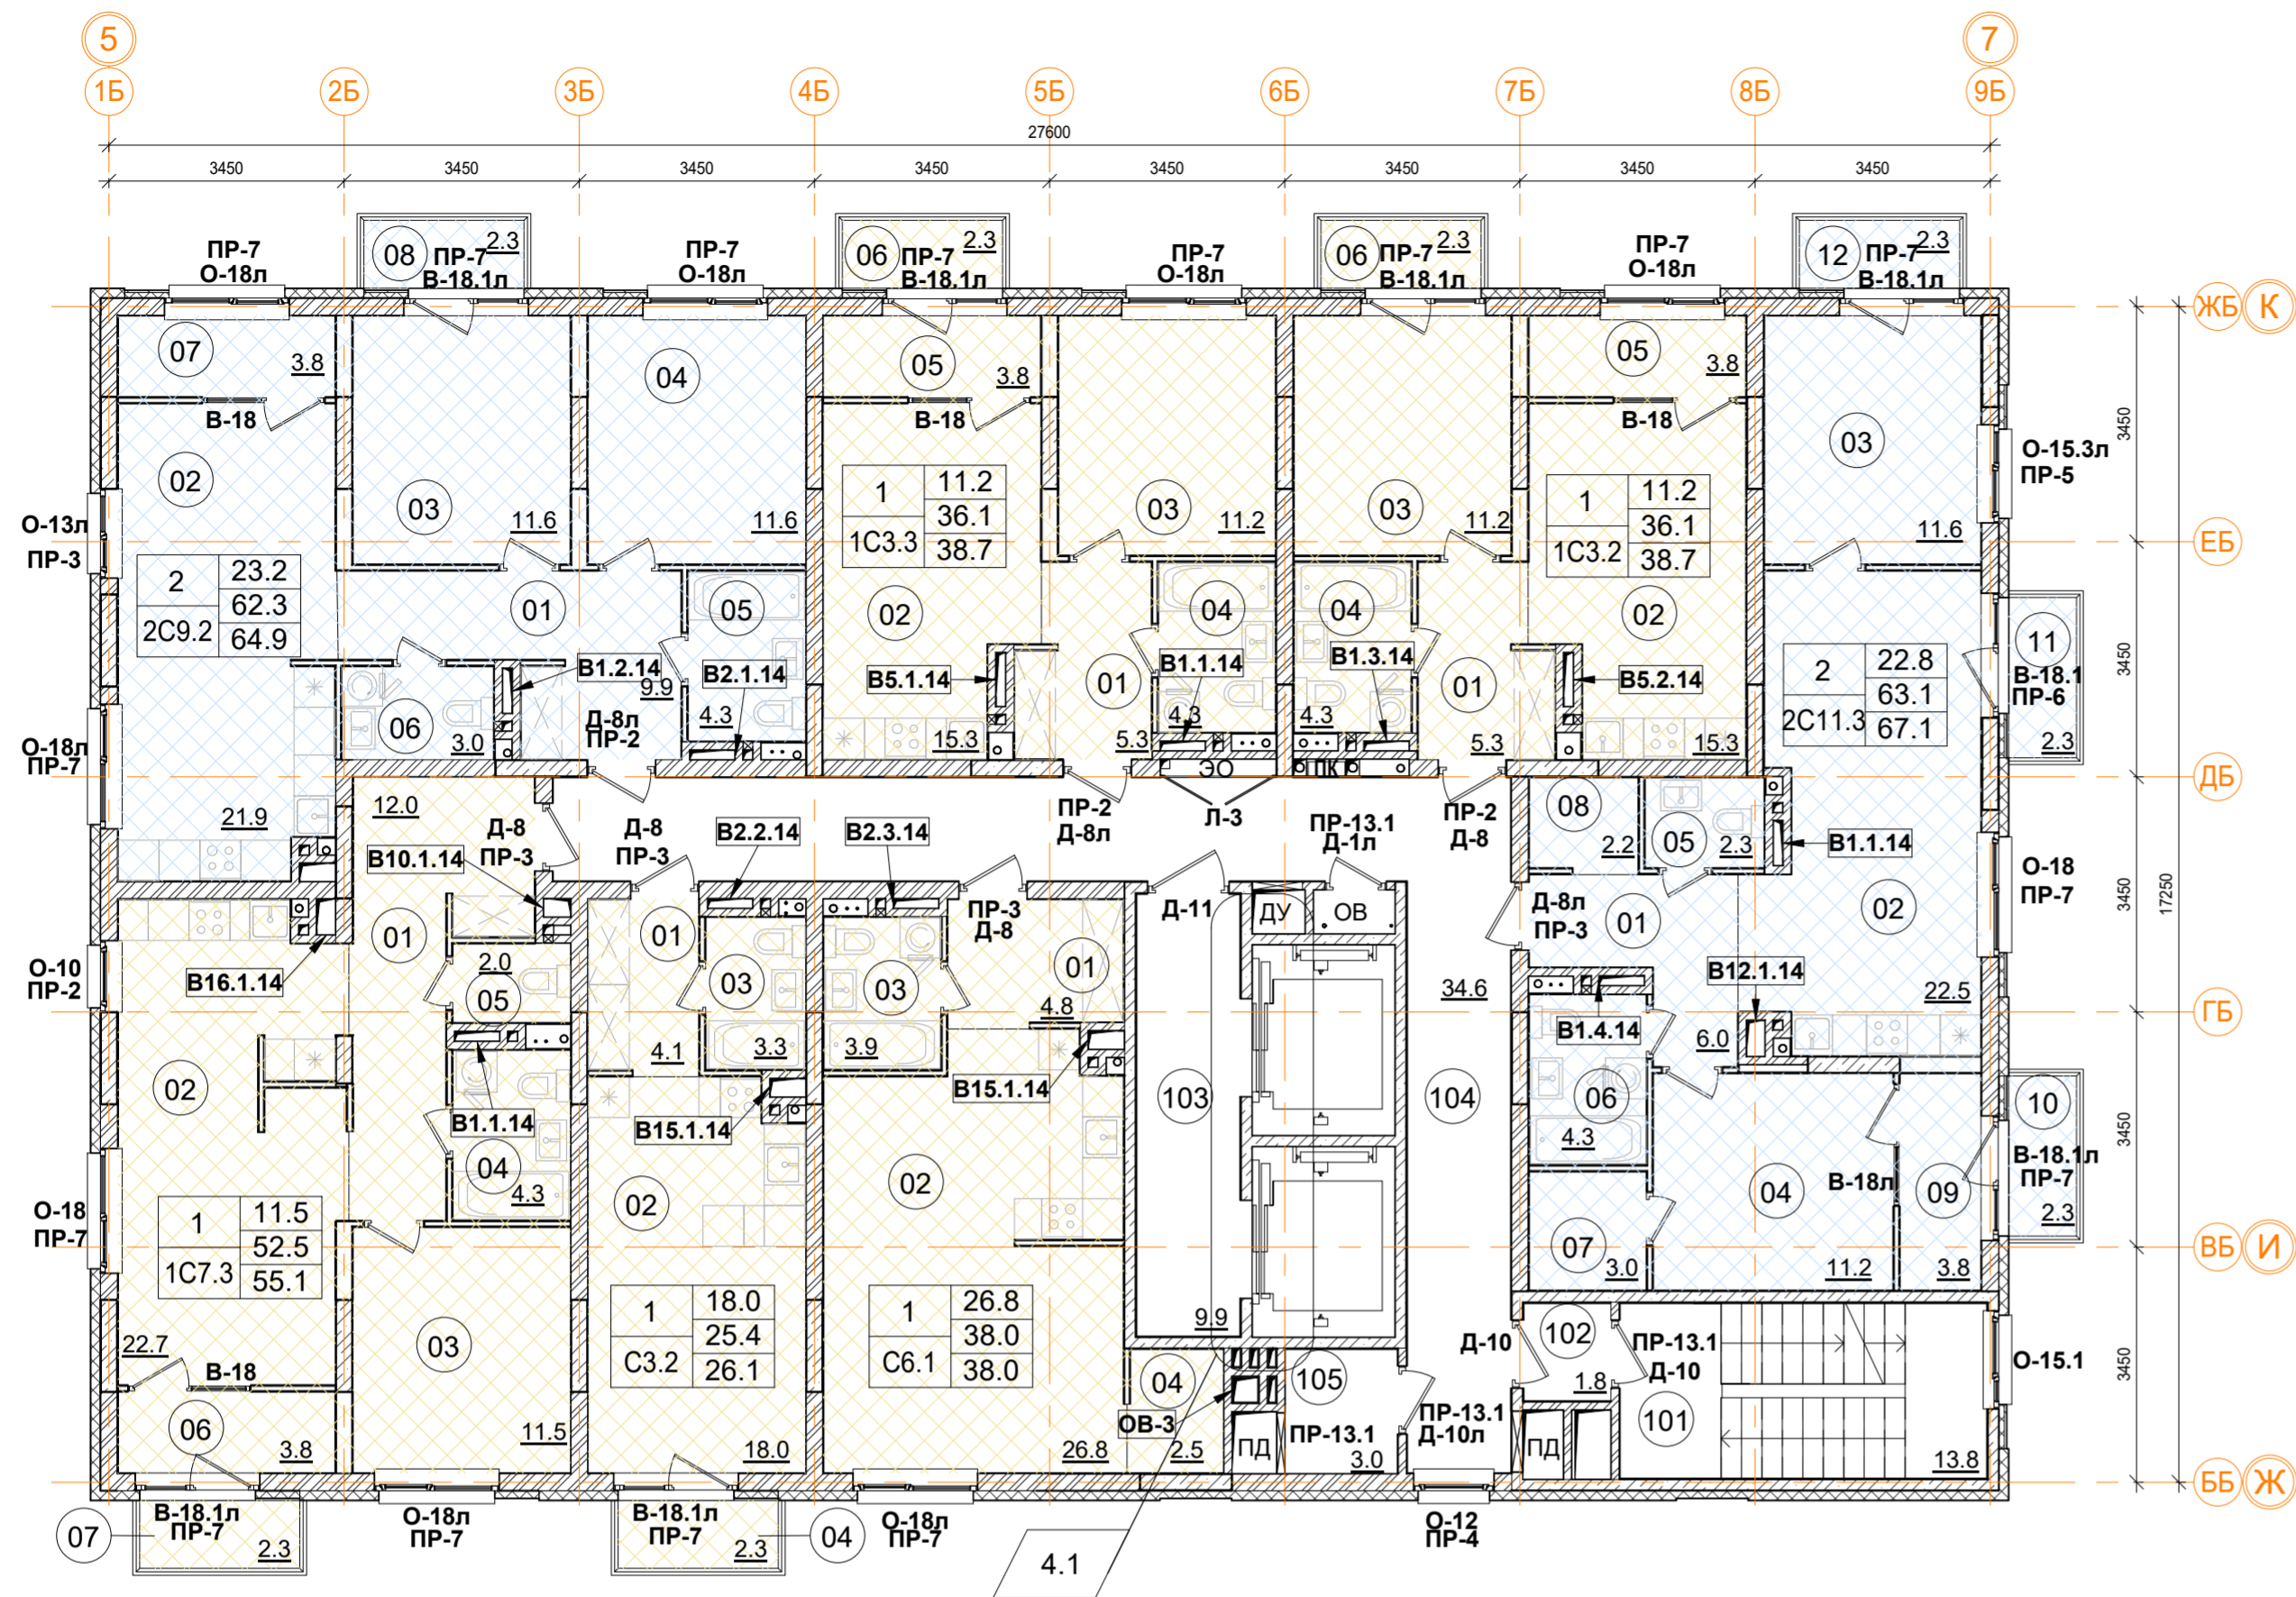 5
7
1Б
2Б
3Б
4Б
5Б
6Б
7Б
8Б
9Б
27600
3450
3450
3450
3450
3450
3450
3450
3450
ПР-7
О-18л
08
2.3
ПР-7
В-18.1л
ПР-7
О-18л
06
2.3
ПР-7
В-18.1л
ПР-7
О-18л
06
2.3
ПР-7
В-18.1л
ПР-7
О-18л
12
2.3
ПР-7
В-18.1л
ЖБ
К
07
3.8
В-18
02
03
11.6
04
11.6
05
3.8
В-18
03
11.2
03
11.2
05
3.8
В-18
03
11.6
О-15.3л
ПР-5
3450
17250
О-13л
ПР-3
2
23.2
2С9.2
62.3
64.9
1
11.2
1С3.3
36.1
38.7
1
11.2
1С3.2
36.1
38.7
ЕБ
01
05
02
04
04
02
11
В-18.1
ПР-6
2.3
2
22.8
2С11.3
63.1
67.1
3450
В1.2.14
9.9
В2.1.14
4.3
06
3.0
Д-8л
ПР-2
В5.1.14
15.3
01
5.3
В1.1.14
4.3
В1.3.14
4.3
01
5.3
В5.2.14
15.3
О-18л
ПР-7
21.9
ЭО
ПК
ДБ
12.0
Д-8
ПР-3
В10.1.14
Д-8
ПР-3
В2.2.14
В2.3.14
ПР-2
Д-8л
Л-3
ПР-13.1
Д-1л
ПР-2
Д-8
08
2.2
05
2.3
В1.1.14
О-18
ПР-7
02
22.5
3450
О-10
ПР-2
В16.1.14
01
2.0
05
01
4.1
03
3.3
03
3.9
ПР-3
Д-8
01
4.8
Д-11
ДУ
ОВ
34.6
Д-8л
ПР-3
01
В12.1.14
ГБ
В1.4.14
6.0
02
В1.1.14
04
4.3
В15.1.14
В15.1.14
103
104
06
4.3
10
В-18.1л
ПР-7
2.3
3450
О-18
ПР-7
1
11.5
1С7.3
52.5
55.1
02
02
04
11.2
В-18л
09
3.8
07
3.0
ВБ
И
22.7
В-18
03
11.5
1
18.0
С3.2
25.4
26.1
1
26.8
С6.1
38.0
38.0
9.9
04
2.5
ОВ-3
105
ПР-13.1
3.0
Д-10
102
1.8
ПР-13.1
Д-10
О-15.1
3450
06
3.8
18.0
26.8
ПД
ПР-13.1
Д-10л
ПД
101
13.8
ББ
Ж
07
В-18.1л
ПР-7
2.3
О-18л
ПР-7
В-18.1л
ПР-7
2.3
04
О-18л
ПР-7
4.1
О-12
ПР-4